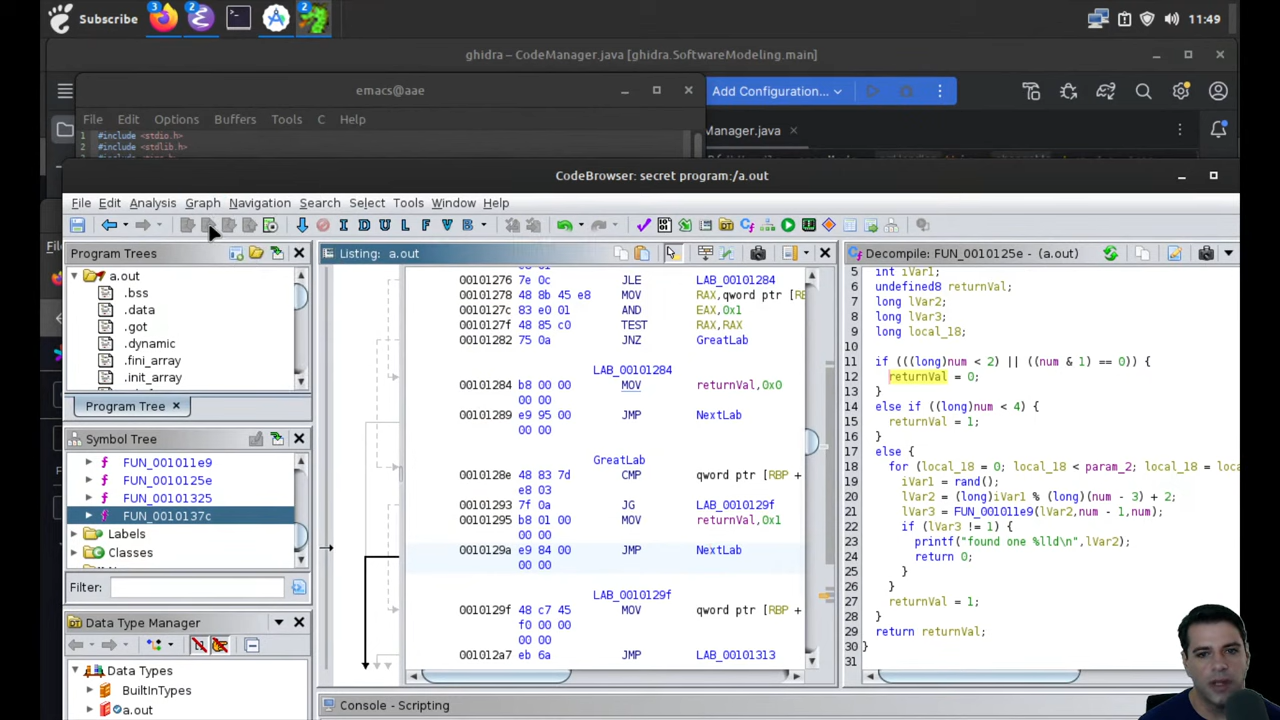 Subscribe
3
2
2
11:49
ghidra – CodeManager.java [ghidra.SoftwareModeling.main]
emacs@aae
Add Configuration...
File Edit Options Buffers Tools C Help
Manager.java
1 #include <stdio.h>
2 #include <stdlib.h>
CodeBrowser: secret program:/a.out
File Edit Analysis Graph Navigation Search Select Tools Window Help
I D U L F V B
Program Trees
a.out
.bss
.data
.got
.dynamic
.fini_array
.init_array
Program Tree
Symbol Tree
FUN_001011e9
FUN_0010125e
FUN_00101325
FUN_0010137c
Labels
Classes
Filter:
Data Type Manager
Data Types
BuiltInTypes
a.out
Listing: a.out
00101276 7e 0c JLE LAB_00101284
00101278 48 8b 45 e8 MOV RAX,qword ptr [RB
0010127c 83 e0 01 AND EAX,0x1
0010127f 48 85 c0 TEST RAX,RAX
00101282 75 0a JNZ GreatLab
LAB_00101284
00101284 b8 00 00 MOV returnVal,0x0
00 00
00101289 e9 95 00 JMP NextLab
00 00
GreatLab
0010128e 48 83 7d CMP qword ptr [RBP +
e8 03
00101293 7f 0a JG LAB_0010129f
00101295 b8 01 00 MOV returnVal,0x1
00 00
0010129a e9 84 00 JMP NextLab
00 00
LAB_0010129f
0010129f 48 c7 45 MOV qword ptr [RBP +
f0 00 00
00 00
001012a7 eb 6a JMP LAB_00101313
Console - Scripting
Decompile: FUN_0010125e - (a.out)
5 int iVar1;
6 undefined8 returnVal;
7 long lVar2;
8 long lVar3;
9 long local_18;
10
11 if (((long)num < 2) || ((num & 1) == 0)) {
12 returnVal = 0;
13 }
14 else if ((long)num < 4) {
15 returnVal = 1;
16 }
17 else {
18 for (local_18 = 0; local_18 < param_2; local_18 = loca
19 iVar1 = rand();
20 lVar2 = (long)iVar1 % (long)(num - 3) + 2;
21 lVar3 = FUN_001011e9(lVar2,num - 1,num);
22 if (lVar3 != 1) {
23 printf("found one %lld\n",lVar2);
24 return 0;
25 }
26 }
27 returnVal = 1;
28 }
29 return returnVal;
30 }
31